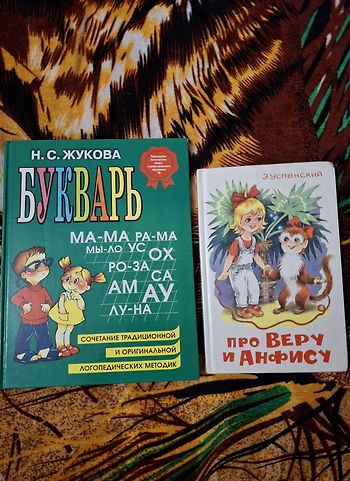 Н. С. ЖУКОВА
БУКВАРЬ
МА-МА РА-МА
МЫ-ЛО УС ОХ
РО-ЗА СА
АМ АУ
ЛУ-НА
СОЧЕТАНИЕ ТРАДИЦИОННОЙ
И ОРИГИНАЛЬНОЙ
ЛОГОПЕДИЧЕСКИХ МЕТОДИК
Э.УСПЕНСКИЙ
ПРО ВЕРУ
И АНФИСУ